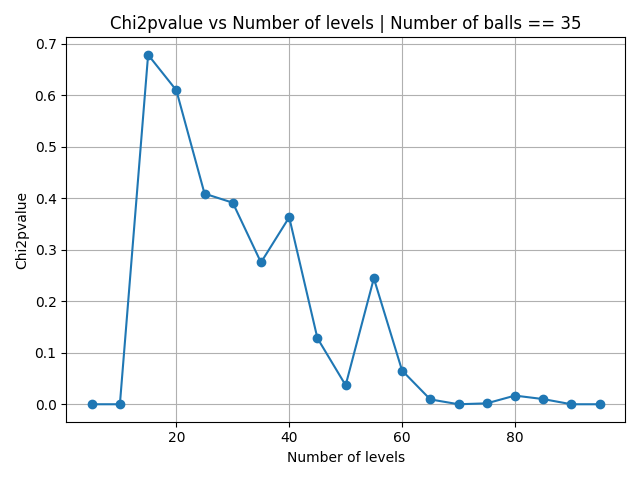 Chi2pvalue vs Number of levels | Number of balls == 35
Chi2pvalue
0.7
0.6
0.5
0.4
0.3
0.2
0.1
0.0
20 40 60 80
Number of levels